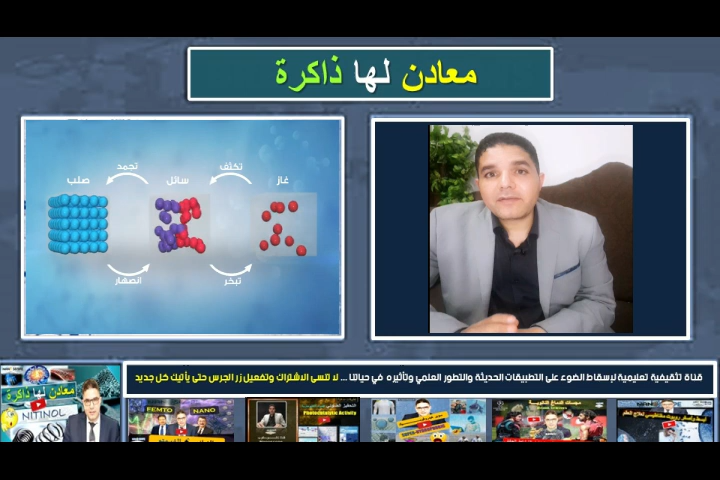 معادن لها ذاكرة
تجمد
تكثف
صلب
سائل
غاز
انصهار
تبخر
قناة تثقيفية تعليمية لإسقاط الضوء على التطبيقات الحديثة والتطور العلمي وتأثيره في حياتنا ... لا تنسى الاشتراك وتفعيل زر الجرس حتى يأتيك كل جديد
معادن لها ذاكرة
NITINOL
FEMTO
NANO
Photocatalytic Activity